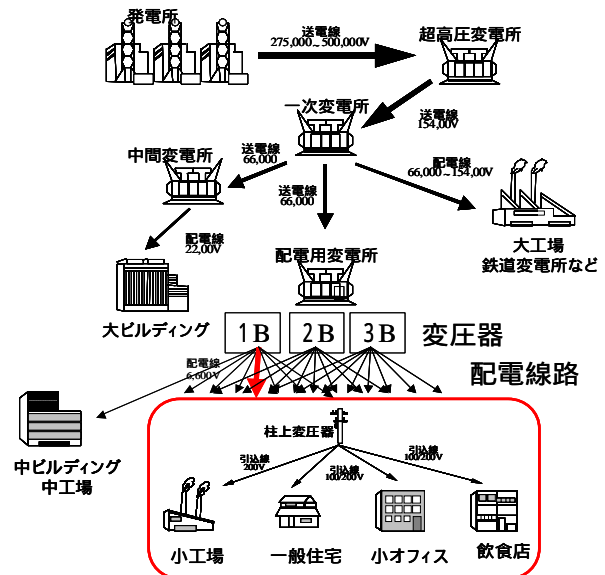 発電所
送電線
275,000~500,000V
超高圧変電所
一次変電所
送電線
154,00V
中間変電所
送電線
66,000
送電線
66,000
配電線
66,000~154,00V
大工場
鉄道変電所など
配電線
22,00V
配電用変電所
大ビルディング
1B
2B
3B
変圧器
配電線
6,600V
配電線路
中ビルディング
中工場
柱上変圧器
引込線
200V
引込線
100/200V
引込線
100/200V
引込線
100/200V
小工場
一般住宅
小オフィス
飲食店